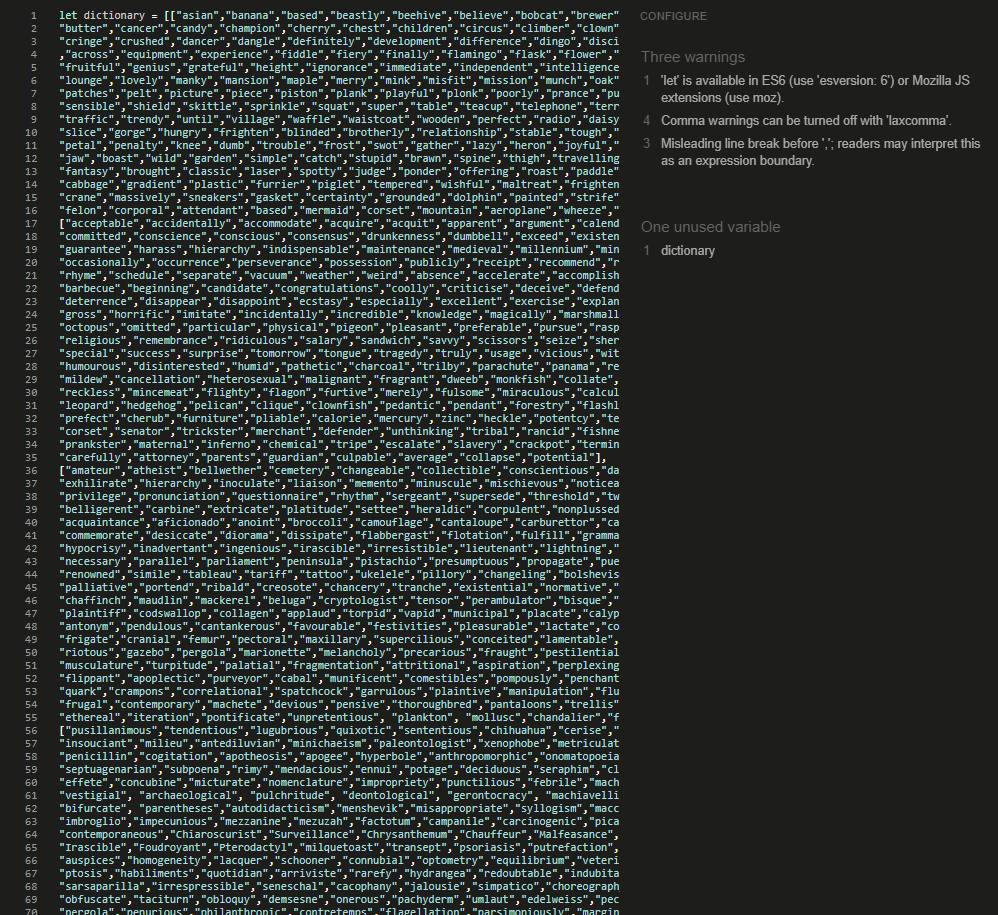 1 let dictionary = [["asian","banana","based","beastly","beehive","believe","bobcat","brewer"
2 "butter","cancer","candy","champion","cherry","chest","children","circus","climber","clown"
3 "cringe","crushed","dancer","dangle","definitely","development","difference","dingo","disci
4 ,"across","equipment","experience","fiddle","fiery","finally","flamingo","flask","flower",
5 "fruitful","genius","grateful","height","ignorance","immediate","independent","intelligence
6 "lounge","lovely","manky","mansion","maple","merry","mink","misfit","mission","munch","oak"
7 "patches","pelt","picture","piece","piston","plank","playful","plonk","poorly","prance","pu
8 "sensible","shield","skittle","sprinkle","squat","super","table","teacup","telephone","terr
9 "traffic","trendy","until","village","waffle","waistcoat","wooden","perfect","radio","daisy
10 "slice","gorge","hungry","frighten","blinded","brotherly","relationship","stable","tough","
11 "petal","penalty","knee","dumb","trouble","frost","swot","gather","lazy","heron","joyful","
12 "jaw","boast","wild","garden","simple","catch","stupid","brawn","spine","thigh","travelling
13 "fantasy","brought","classic","laser","spotty","judge","ponder","offering","roast","paddle"
14 "cabbage","gradient","plastic","furrier","piglet","tempered","wishful","maltreat","frighten
15 "crane","massively","sneakers","gasket","certainty","grounded","dolphin","painted","strife"
16 "felon","corporal","attendant","based","mermaid","corset","mountain","aeroplane","wheeze","
17 ["acceptable","accidentally","accommodate","acquire","acquit","apparent","argument","calend
18 "committed","conscience","conscious","consensus","drunkenness","dumbbell","exceed","existen
19 "guarantee","harass","hierarchy","indispensable","maintenance","medieval","millennium","min
20 "occasionally","occurrence","perseverance","possession","publicly","receipt","recommend","r
21 "rhyme","schedule","separate","vacuum","weather","weird","absence","accelerate","accomplish
22 "barbecue","beginning","candidate","congratulations","coolly","criticise","deceive","defend
23 "deterrence","disappear","disappoint","ecstasy","especially","excellent","exercise","explan
24 "gross","horrific","imitate","incidentally","incredible","knowledge","magically","marshmall
25 "octopus","omitted","particular","physical","pigeon","pleasant","preferable","pursue","rasp
26 "religious","remembrance","ridiculous","salary","sandwich","savvy","scissors","seize","sher
27 "special","success","surprise","tomorrow","tongue","tragedy","truly","usage","vicious","wit
28 "humourous","disinterested","humid","pathetic","charcoal","trilby","parachute","panama","re
29 "mildew","cancellation","heterosexual","malignant","fragrant","dweeb","monkfish","collate",
30 "reckless","mincemeat","flighty","flagon","furtive","merely","fulsome","miraculous","calcul
31 "leopard","hedgehog","pelican","clique","clownfish","pedantic","pendant","forestry","flashl
32 "prefect","cherub","furniture","pliable","calorie","mercury","zinc","heckle","potentcy","te
33 "corset","senator","trickster","merchant","defender","unthinking","tribal","rancid","fishne
34 "prankster","maternal","inferno","chemical","tripe","escalate","slavery","crackpot","termin
35 "carefully","attorney","parents","guardian","culpable","average","collapse","potential"],
36 ["amateur","atheist","bellwether","cemetery","changeable","collectible","conscientious","da
37 "exhilirate","hierarchy","inoculate","liaison","memento","minuscule","mischievous","noticea
38 "privilege","pronunciation","questionnaire","rhythm","sergeant","supersede","threshold","tw
39 "belligerent","carbine","extricate","platitude","settee","heraldic","corpulent","nonplussed
40 "acquaintance","aficionado","anoint","broccoli","camouflage","cantaloupe","carburettor","ca
41 "commemorate","desiccate","diorama","dissipate","flabbergast","flotation","fulfill","gramma
42 "hypocrisy","inadvertant","ingenious","irascible","irresistible","lieutenant","lightning","
43 "necessary","parallel","parliament","peninsula","pistachio","presumptuous","propagate","pue
44 "renowned","simile","tableau","tariff","tattoo","ukelele","pillory","changeling","bolshevis
45 "palliative","portend","ribald","creosote","chancery","tranche","existential","normative","
46 "chaffinch","maudlin","mackerel","beluga","cryptologist","tensor","perambulator","bisque","
47 "plaintiff","codswallop","collagen","applaud","torpid","vapid","municipal","placate","calyp
48 "antonym","pendulous","cantankerous","favourable","festivities","pleasurable","lactate","co
49 "frigate","cranial","femur","pectoral","maxillary","supercilious","conceited","lamentable",
50 "riotous","gazebo","pergola","marionette","melancholy","precarious","fraught","pestilential
51 "musculature","turpitude","palatial","fragmentation","attritional","aspiration","perplexing
52 "flippant","apoplectic","purveyor","cabal","munificent","comestibles","pompously","penchant
53 "quark","crampons","correlational","spatchcock","garrulous","plaintive","manipulation","flu
54 "frugal","contemporary","machete","devious","pensive","thoroughbred","pantaloons","trellis"
55 "ethereal","iteration","pontificate","unpretentious", "plankton", "mollusc","chandalier","f
56 ["pusillanimous","tendentious","lugubrious","quixotic","sententious","chihuahua","cerise","
57 "insouciant","milieu","antediluvian","minichaeism","paleontologist","xenophobe","metriculat
58 "penicillin","cogitation","apotheosis","apogee","hyperbole","anthropomorphic","onomatopoeia
59 "septuagenarian","subpoena","rimy","mendacious","ennui","potage","deciduous","seraphim","cl
60 "effete","concubine","micturate","nomenclature","impropriety","punctilious","febrile","mach
61 "vestigial", "archaeological", "pulchritude", "deontological", "gerontocracy", "machiavelli
62 "bifurcate", "parentheses","autodidacticism","menshevik","misappropriate","syllogism","macc
63 "imbroglio","impecunious","mezzanine","mezuzah","factotum","campanile","carcinogenic","pica
64 "contemporaneous","Chiaroscurist","Surveillance","Chrysanthemum","Chauffeur","Malfeasance",
65 "Irascible","Foudroyant","Pterodactyl","milquetoast","transept","psoriasis","putrefaction",
66 "auspices","homogeneity","lacquer","schooner","connubial","optometry","equilibrium","veteri
67 "ptosis","habiliments","quotidian","arriviste","rarefy","hydrangea","redoubtable","indubita
68 "sarsaparilla","irrespressible","seneschal","cacophany","jalousie","simpatico","choreograph
69 "obfuscate","taciturn","obloquy","demsesne","onerous","pachyderm","umlaut","edelweiss","pec
70 "pergola","penurious","philanthropic","contretemps","flagellation","parsimoniously","margin
CONFIGURE
Three warnings
1 'let' is available in ES6 (use 'esversion: 6') or Mozilla JS
extensions (use moz).
4 Comma warnings can be turned off with 'laxcomma'.
3 Misleading line break before ','; readers may interpret this
as an expression boundary.
One unused variable
1 dictionary